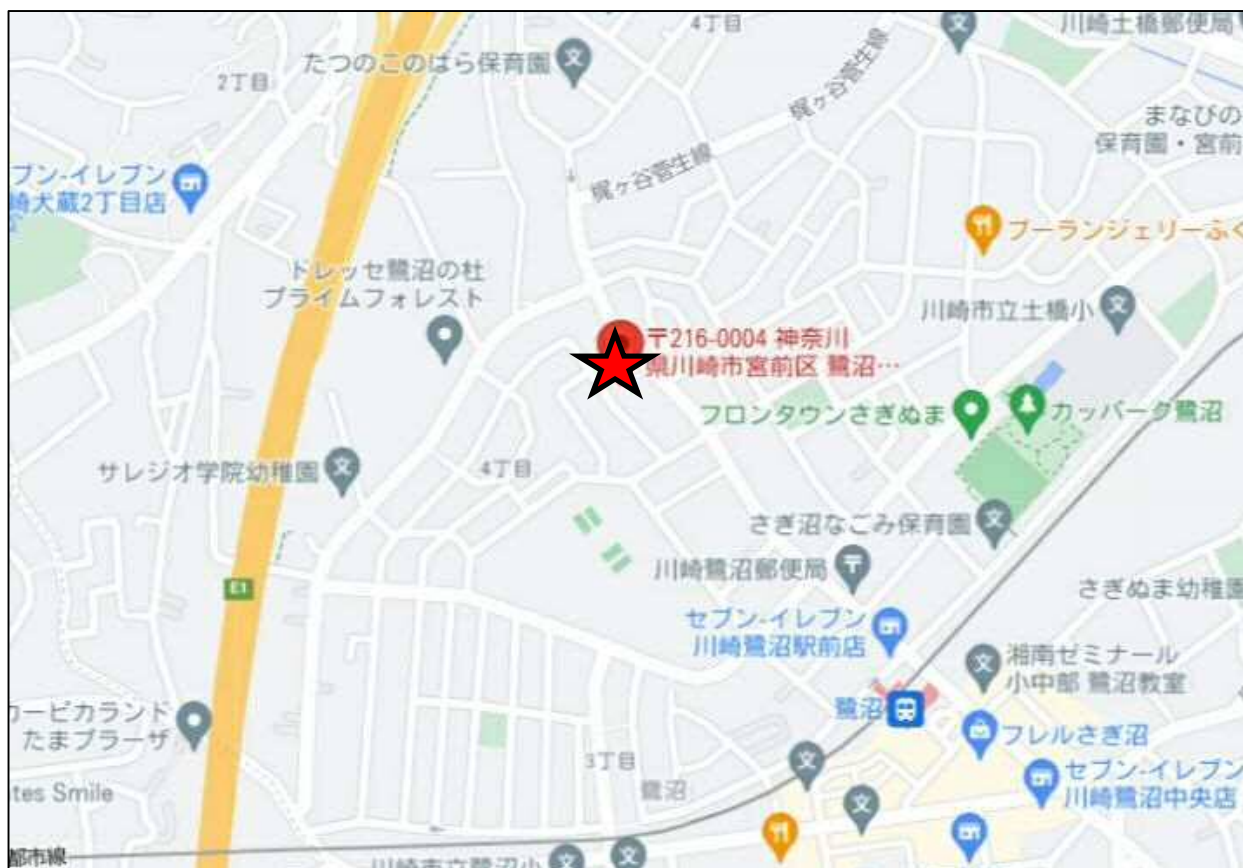 4丁目
川崎土橋郵便局
たつのこのはら保育園
2丁目
梶ヶ谷菅生線
まなびの
保育園・宮前
梶ヶ谷菅生線
ブン-イレブン
崎犬蔵2丁目店
ブーランジェリーふく
ドレッセ鷺沼の杜
プライムフォレスト
川崎市立土橋小
〒216-0004 神奈川
県川崎市宮前区 鷺沼…
フロンタウンさぎぬま
カッパーク鷺沼
サレジオ学院幼稚園
4丁目
さぎ沼なごみ保育園
川崎鷺沼郵便局
E1
さぎぬま幼稚園
セブン-イレブン
川崎鷺沼駅前店
湘南ゼミナール
小中部 鷺沼教室
鷺沼
カーピカランド
たまプラーザ
フレルさぎ沼
3丁目
鷺沼
セブン-イレブン
川崎鷺沼中央店
tes Smile
都市線
川崎市立鷺沼小